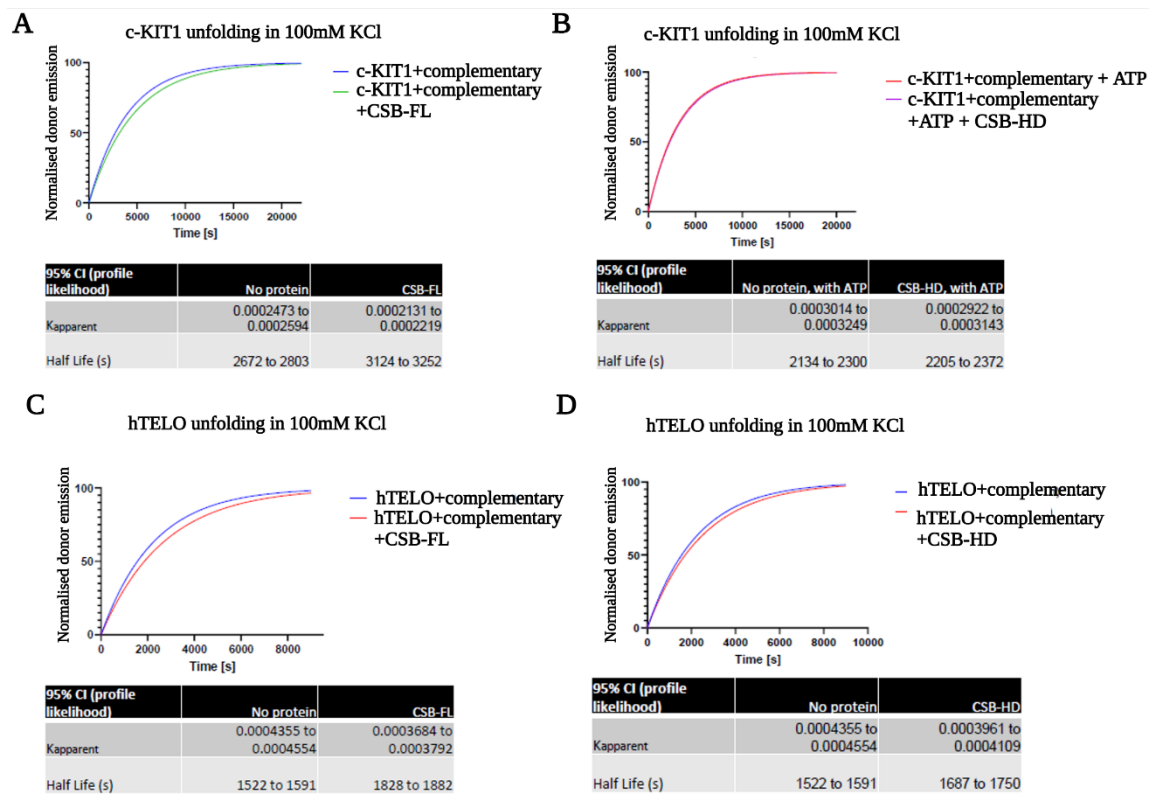 A
c-KIT1 unfolding in 100mM KCl
Normalised donor emission
100
50
0
0 5000 10000 15000 20000
Time [s]
c-KIT1+complementary
c-KIT1+complementary
+CSB-FL
95% CI (profile
likelihood) No protein CSB-FL
0.0002473 to 0.0002131 to
Kapparent 0.0002594 0.0002219
Half Life (s) 2672 to 2803 3124 to 3252
B
c-KIT1 unfolding in 100mM KCl
Normalised donor emission
100
50
0
0 5000 10000 15000 20000
Time [s]
c-KIT1+complementary + ATP
c-KIT1+complementary
+ATP + CSB-HD
95% CI (profile
likelihood) No protein, with ATP CSB-HD, with ATP
0.0003014 to 0.0002922 to
Kapparent 0.0003249 0.0003143
Half Life (s) 2134 to 2300 2205 to 2372
C
hTELO unfolding in 100mM KCl
Normalised donor emission
100
50
0
0 2000 4000 6000 8000
Time [s]
hTELO+complementary
hTELO+complementary
+CSB-FL
95% CI (profile
likelihood) No protein CSB-FL
0.0004355 to 0.0003684 to
Kapparent 0.0004554 0.0003792
Half Life (s) 1522 to 1591 1828 to 1882
D
hTELO unfolding in 100mM KCl
Normalised donor emission
100
50
0
0 2000 4000 6000 8000 10000
Time [s]
hTELO+complementary
hTELO+complementary
+CSB-HD
95% CI (profile
likelihood) No protein CSB-HD
0.0004355 to 0.0003961 to
Kapparent 0.0004554 0.0004109
Half Life (s) 1522 to 1591 1687 to 1750